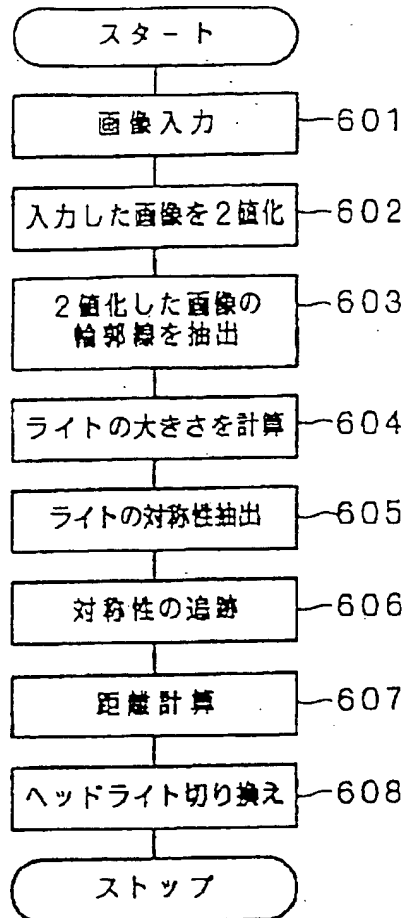 スタート
画像入力 601
入力した画像を2値化 602
2値化した画像の 603
輪郭線を抽出
ライトの大きさを計算 604
ライトの対称性抽出 605
対称性の追跡 606
距離計算 607
ヘッドライト切り換え 608
ストップ